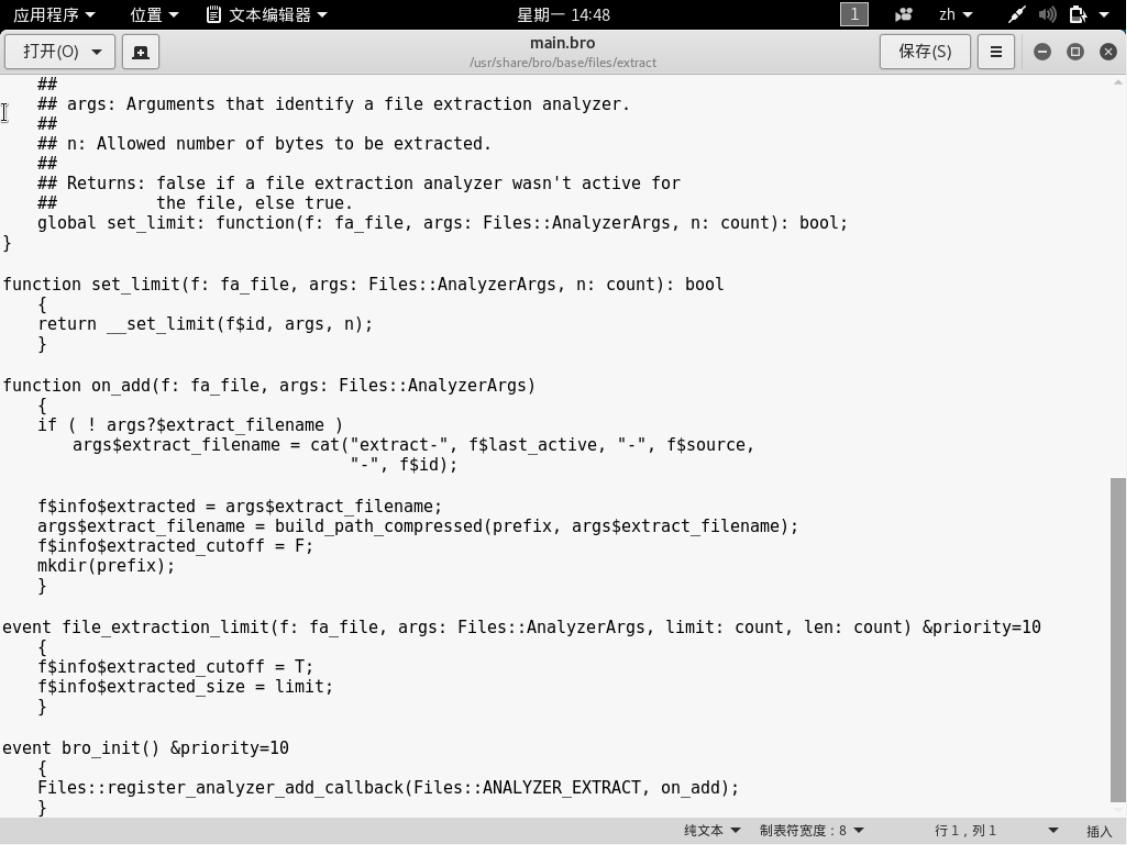 应用程序 位置 文本编辑器 星期一 14:48 1 zh
打开(O) main.bro 保存(S)
/usr/share/bro/base/files/extract
##
## args: Arguments that identify a file extraction analyzer.
##
## n: Allowed number of bytes to be extracted.
##
## Returns: false if a file extraction analyzer wasn't active for
##          the file, else true.
global set_limit: function(f: fa_file, args: Files::AnalyzerArgs, n: count): bool;
}
function set_limit(f: fa_file, args: Files::AnalyzerArgs, n: count): bool
{
return __set_limit(f$id, args, n);
}
function on_add(f: fa_file, args: Files::AnalyzerArgs)
{
if ( ! args?$extract_filename )
args$extract_filename = cat("extract-", f$last_active, "-", f$source,
"-", f$id);
f$info$extracted = args$extract_filename;
args$extract_filename = build_path_compressed(prefix, args$extract_filename);
f$info$extracted_cutoff = F;
mkdir(prefix);
}
event file_extraction_limit(f: fa_file, args: Files::AnalyzerArgs, limit: count, len: count) &priority=10
{
f$info$extracted_cutoff = T;
f$info$extracted_size = limit;
}
event bro_init() &priority=10
{
Files::register_analyzer_add_callback(Files::ANALYZER_EXTRACT, on_add);
}
纯文本 制表符宽度：8 行 1，列 1 插入